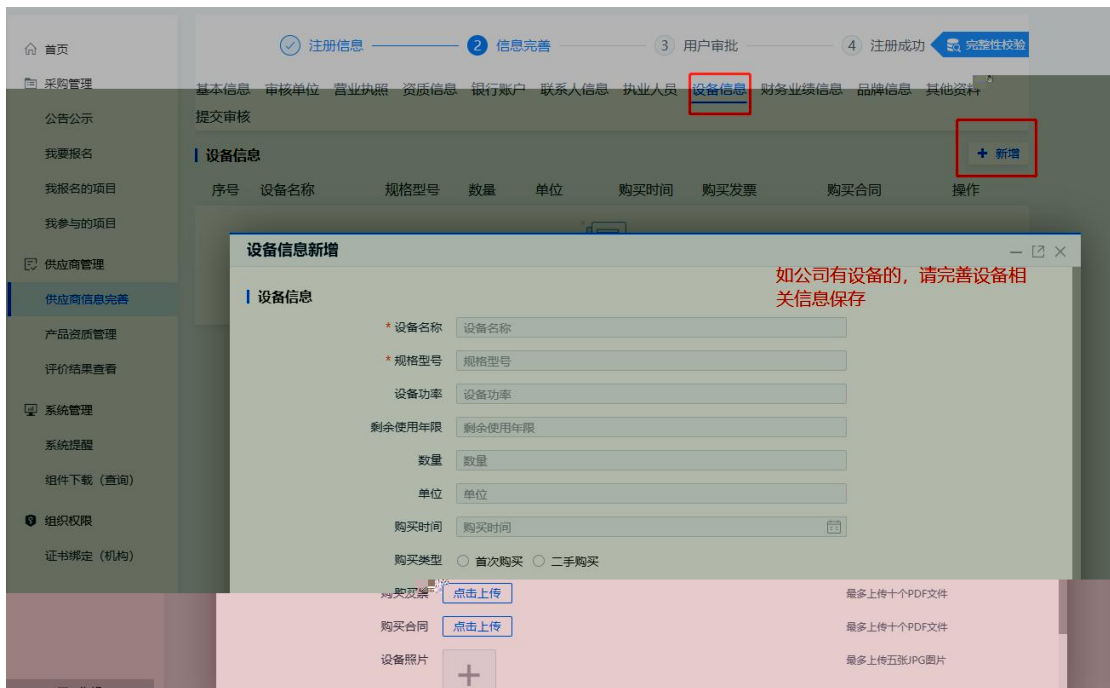 首页
采购管理
公告公示
我要报名
我报名的项目
我参与的项目
供应商管理
供应商信息完善
产品资质管理
评价结果查看
系统管理
系统提醒
组件下载（查询）
组织权限
证书绑定（机构）
注册信息 2 信息完善 3 用户审批 4 注册成功 完整性校验
基本信息 审核单位 营业执照 资质信息 银行账户 联系人信息 执业人员 设备信息 财务业绩信息 品牌信息 其他资料
提交审核
设备信息 + 新增
序号 设备名称 规格型号 数量 单位 购买时间 购买发票 购买合同 操作
设备信息新增
如公司有设备的，请完善设备相
关信息保存
设备信息
* 设备名称 设备名称
* 规格型号 规格型号
设备功率 设备功率
剩余使用年限 剩余使用年限
数量 数量
单位 单位
购买时间 购买时间
购买类型 首次购买 二手购买
购买发票 点击上传 最多上传十个PDF文件
购买合同 点击上传 最多上传十个PDF文件
设备照片 最多上传五张JPG图片